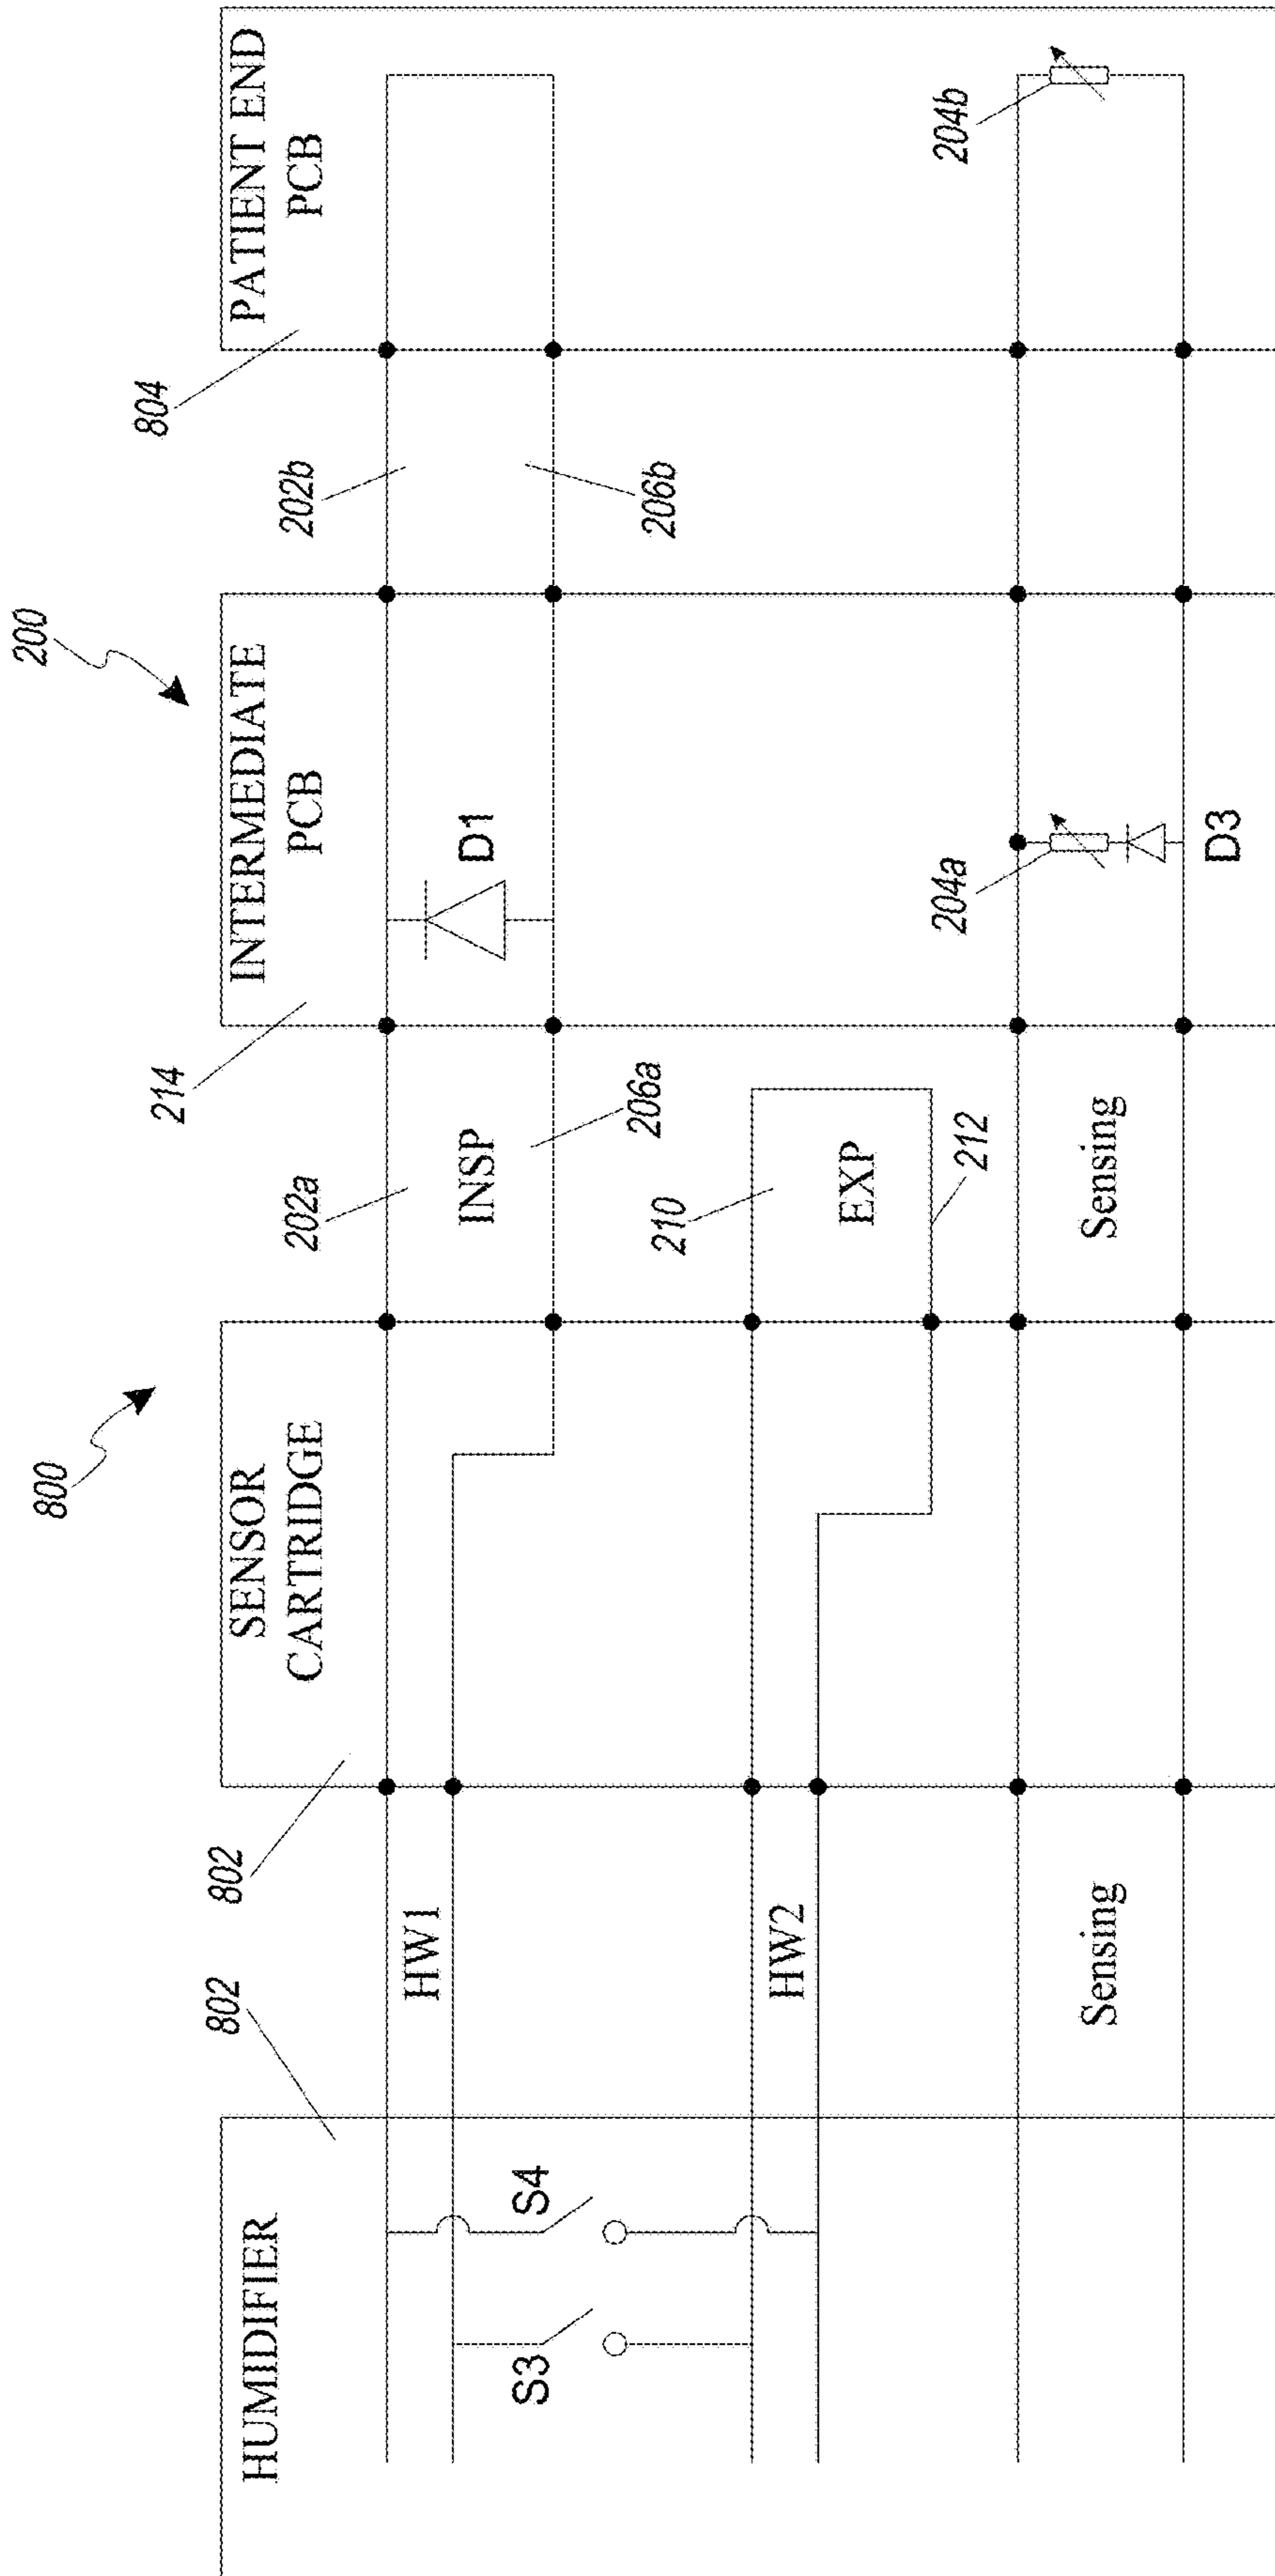 800
200
HUMIDIFIER
802
S3
S4
HW1
HW2
Sensing
SENSOR
CARTRIDGE
802
202a
INSP
206a
210
EXP
212
Sensing
INTERMEDIATE
PCB
214
D1
204a
D3
202b
206b
PATIENT END
PCB
804
204b